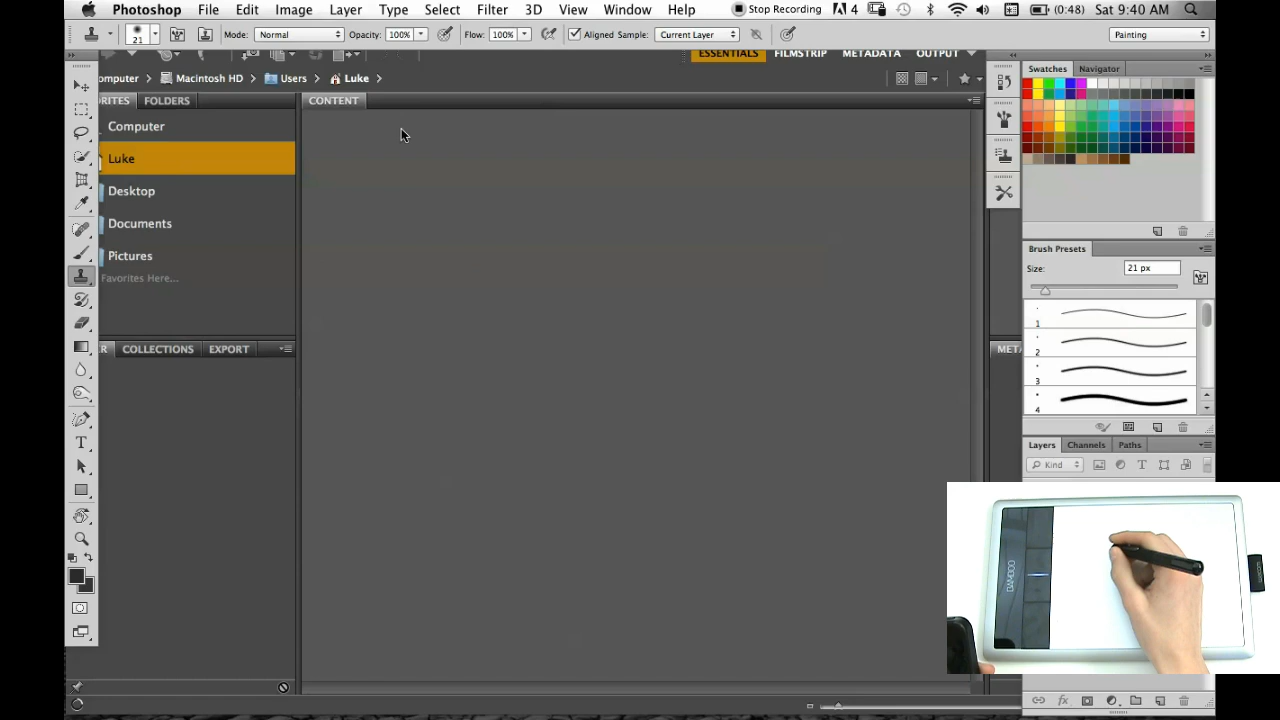 Photoshop File Edit Image Layer Type Select Filter 3D View Window Help Stop Recording 4 (0:48) Sat 9:40 AM
21 Mode: Normal Opacity: 100% Flow: 100% Aligned Sample: Current Layer Painting
ESSENTIALS FILMSTRIP METADATA OUTPUT
omputer Macintosh HD Users Luke
Swatches Navigator
RITES FOLDERS CONTENT
Computer
Luke
Desktop
Documents
Pictures
Favorites Here...
Brush Presets
Size: 21 px
1
2
3
4
ER COLLECTIONS EXPORT META
Layers Channels Paths
Kind
BAMBOO